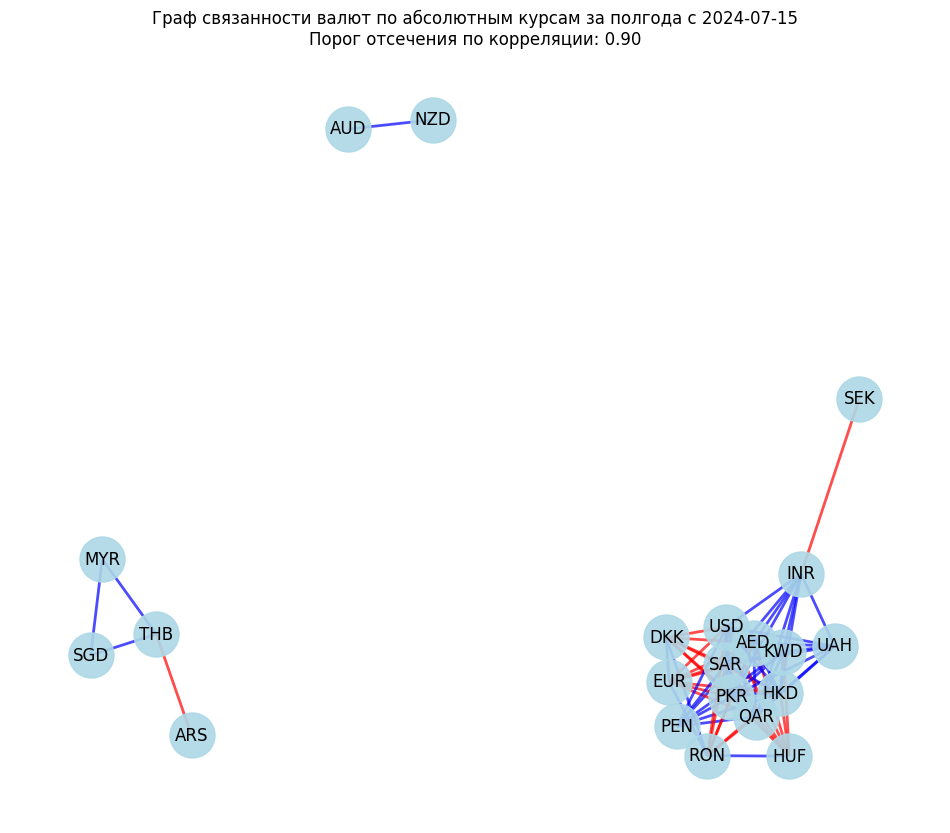 Граф связанности валют по абсолютным курсам за полгода с 2024-07-15
Порог отсечения по корреляции: 0.90
AUD
NZD
SEK
MYR
INR
THB
SGD
USD
DKK
AED
KWD
UAH
SAR
EUR
PKR
HKD
QAR
PEN
ARS
RON
HUF